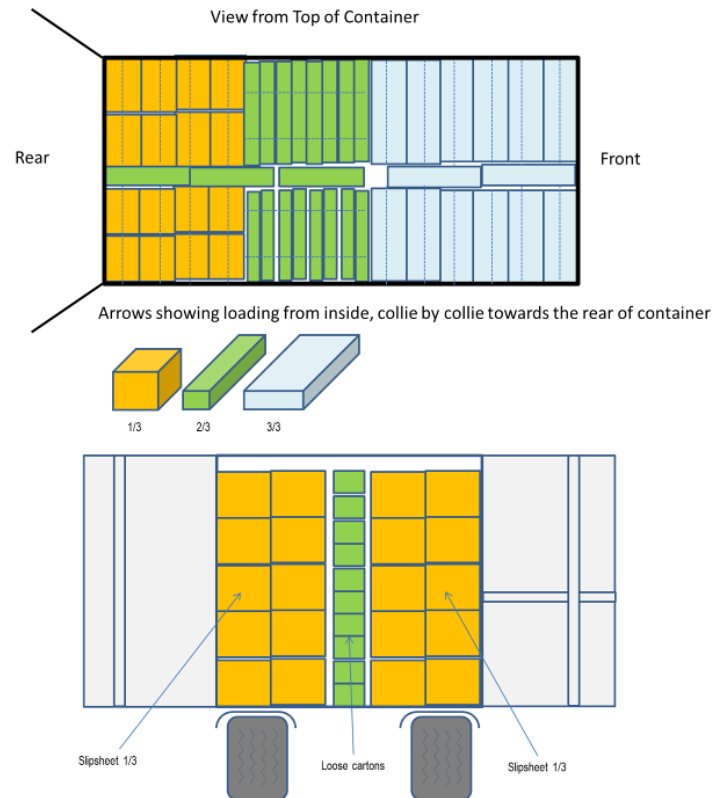 View from Top of Container
Rear
Front
Arrows showing loading from inside, collie by collie towards the rear of container
1/3
2/3
3/3
Slipsheet 1/3
Loose cartons
Slipsheet 1/3